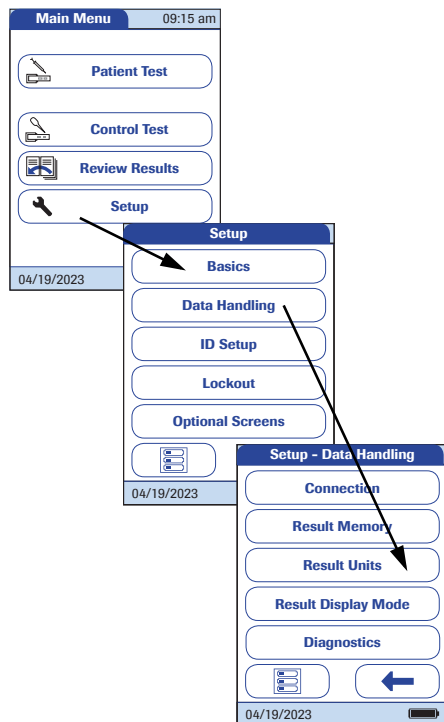 Main Menu 09:15 am
Patient Test
Control Test
Review Results
Setup
04/19/2023
Setup
Basics
Data Handling
ID Setup
Lockout
Optional Screens
04/19/2023
Setup - Data Handling
Connection
Result Memory
Result Units
Result Display Mode
Diagnostics
04/19/2023